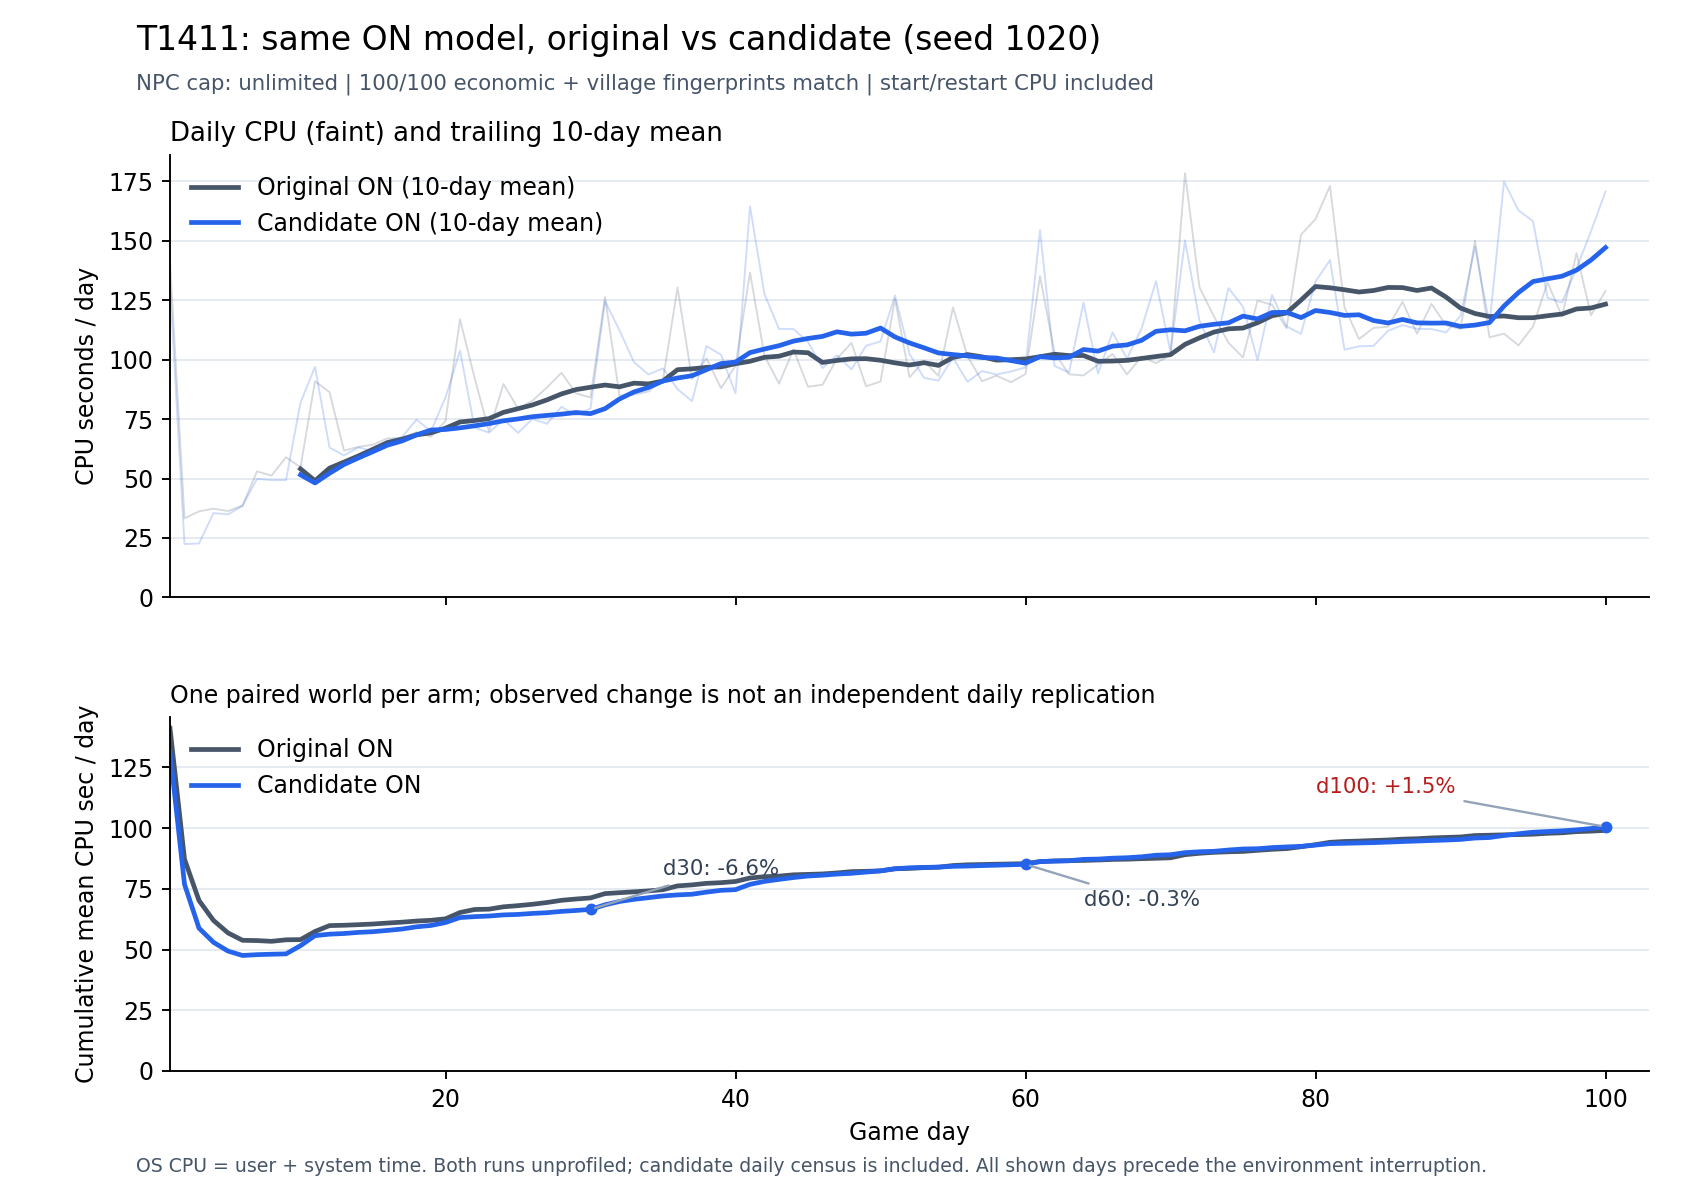 T1411: same ON model, original vs candidate (seed 1020)
NPC cap: unlimited | 100/100 economic + village fingerprints match | start/restart CPU included
Daily CPU (faint) and trailing 10-day mean
Original ON (10-day mean)
Candidate ON (10-day mean)
CPU seconds / day
175
150
125
100
75
50
25
0
One paired world per arm; observed change is not an independent daily replication
Original ON
Candidate ON
Cumulative mean CPU sec / day
125
100
75
50
25
0
d30: -6.6%
d60: -0.3%
d100: +1.5%
20 40 60 80 100
Game day
OS CPU = user + system time. Both runs unprofiled; candidate daily census is included. All shown days precede the environment interruption.